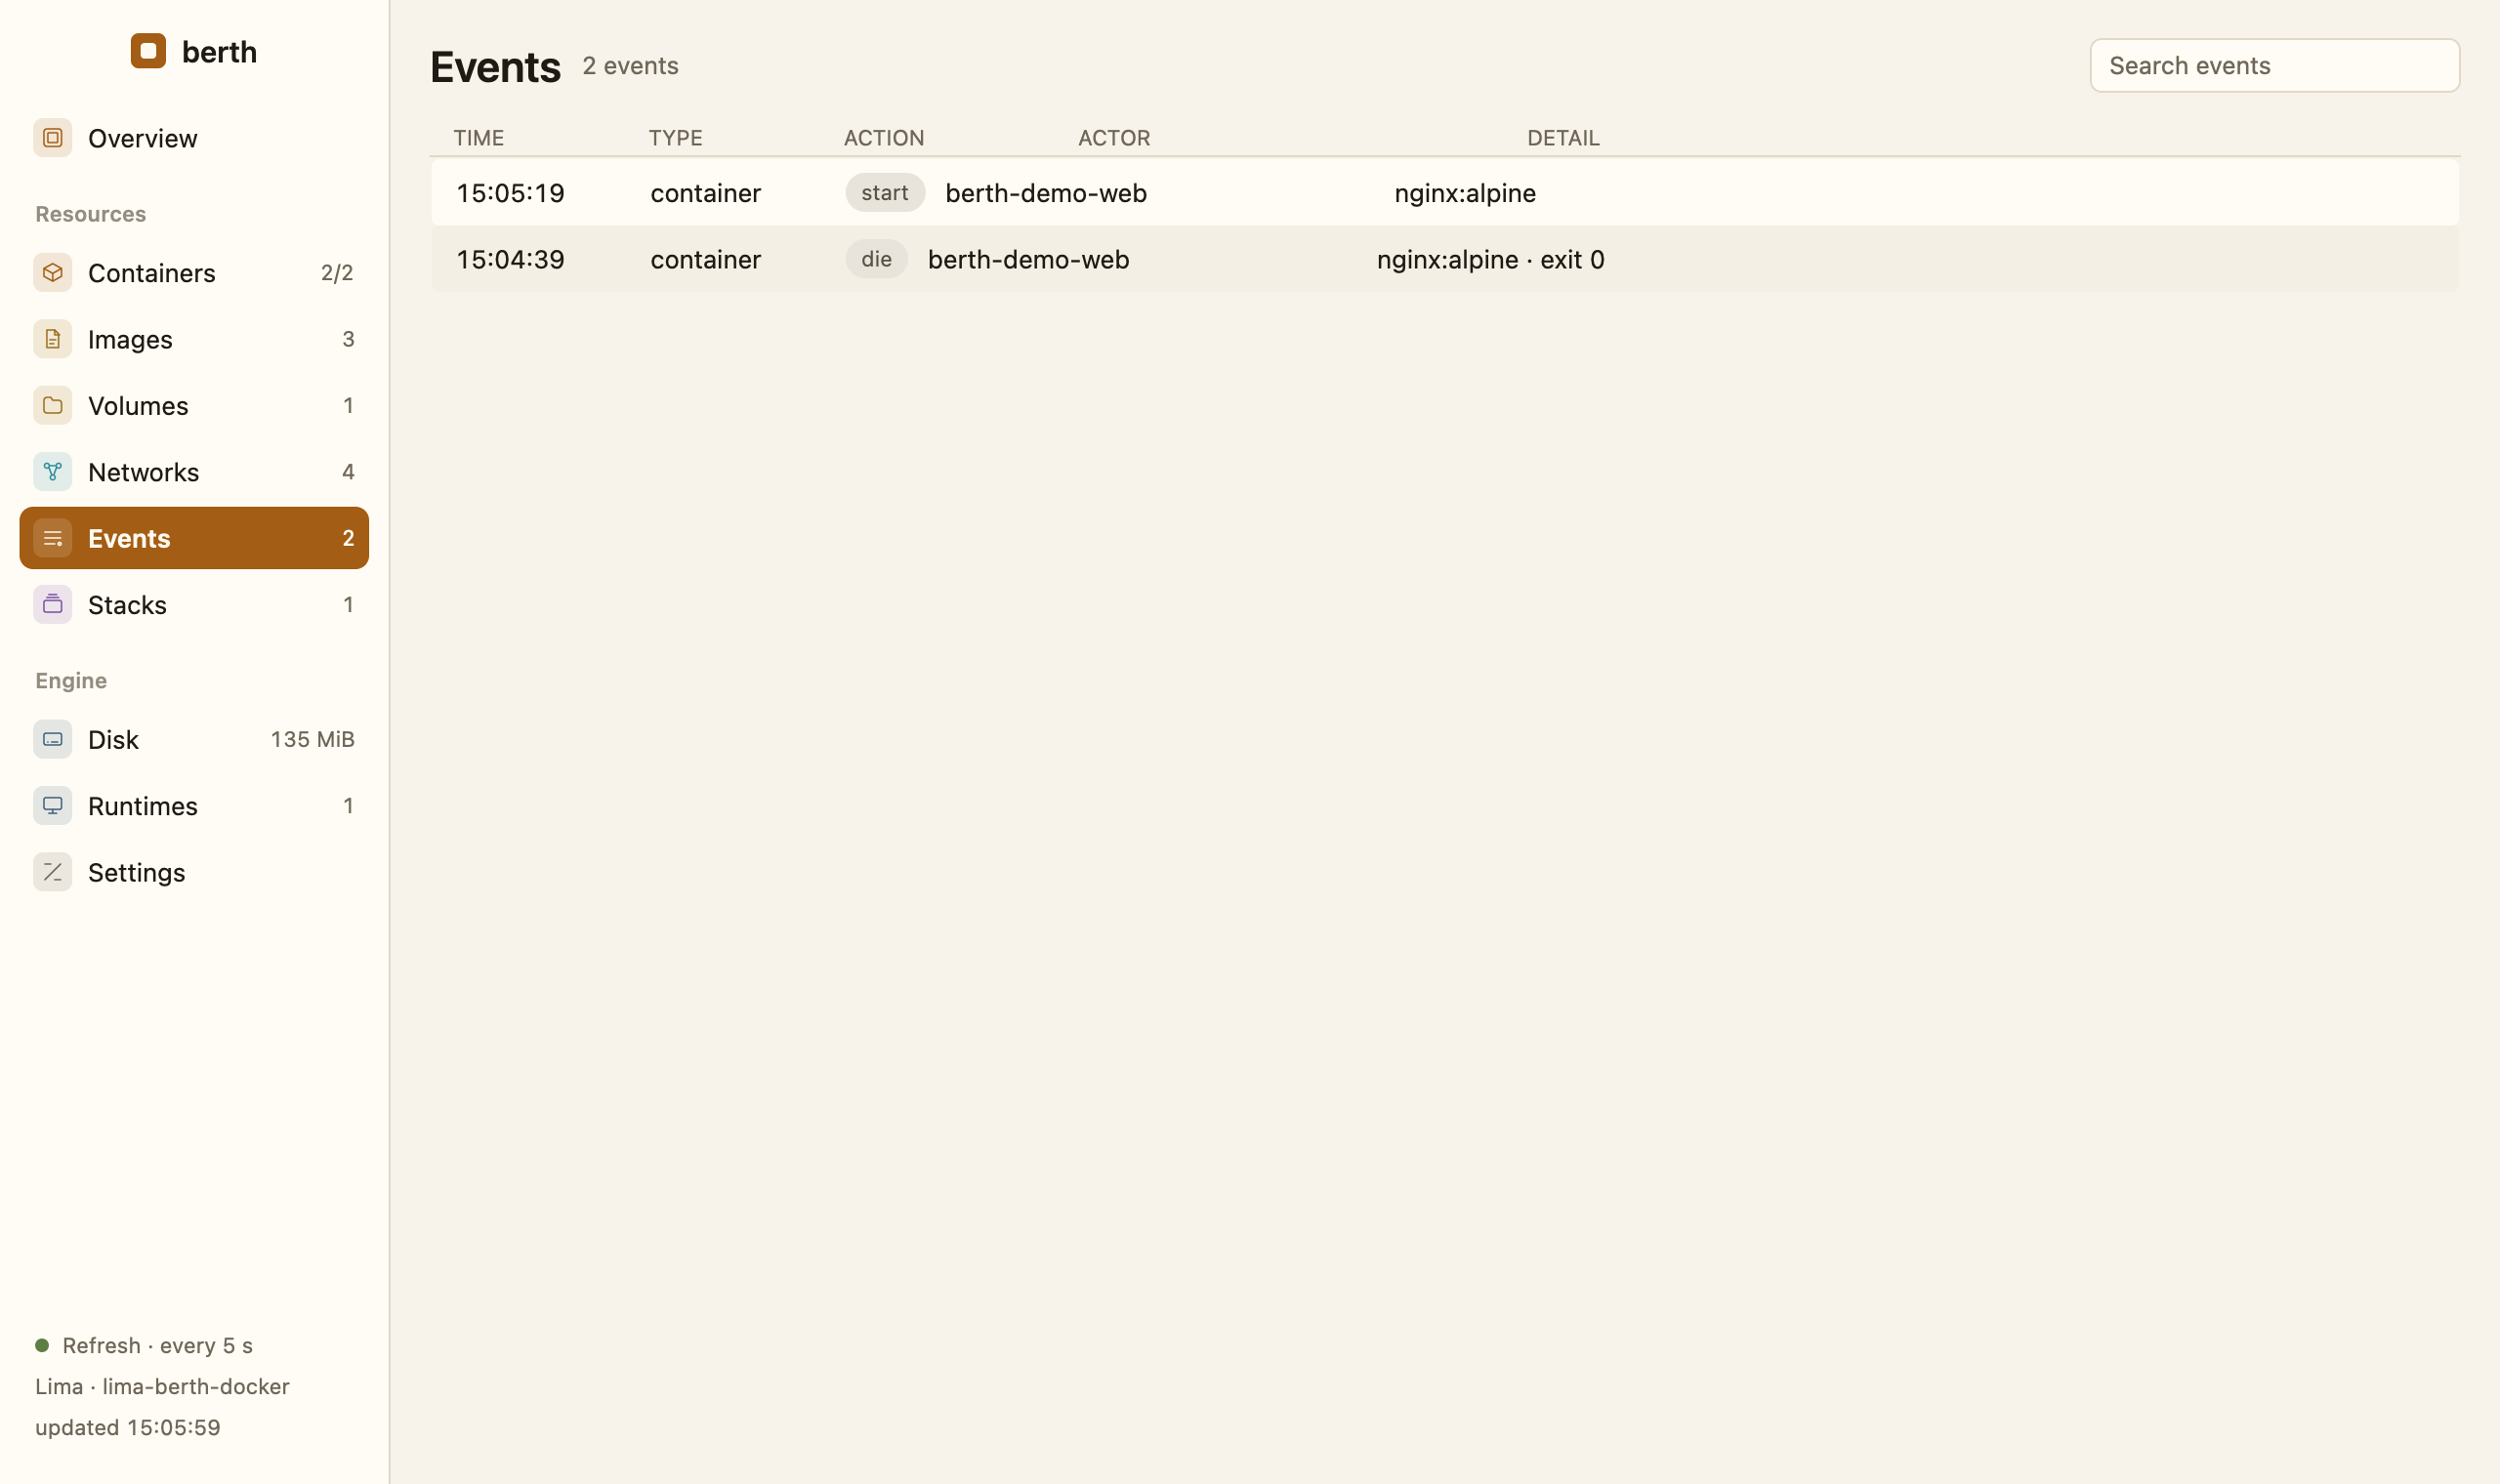 berth
Overview
Resources
Containers 2/2
Images 3
Volumes 1
Networks 4
Events 2
Stacks 1
Engine
Disk 135 MiB
Runtimes 1
Settings
Refresh · every 5 s
Lima · lima-berth-docker
updated 15:05:59
Events 2 events
Search events
TIME TYPE ACTION ACTOR DETAIL
15:05:19 container start berth-demo-web nginx:alpine
15:04:39 container die berth-demo-web nginx:alpine · exit 0